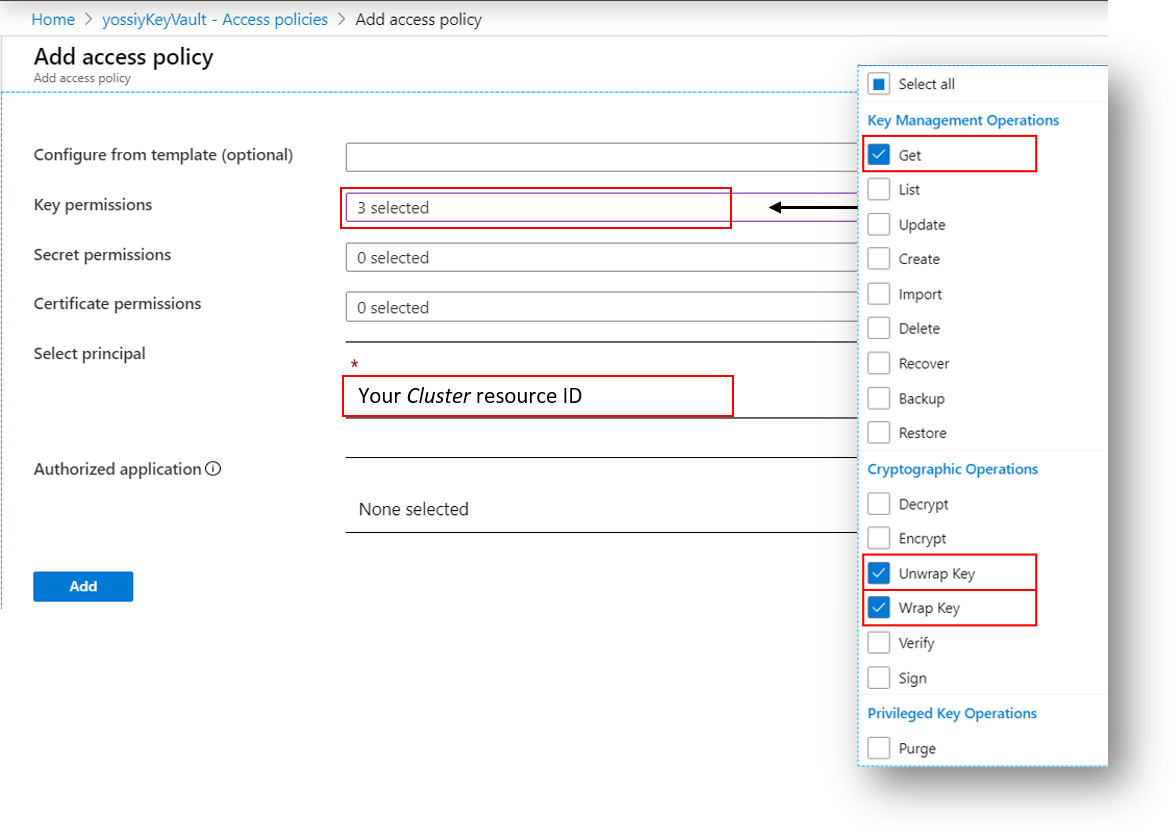 Home > yossiyKeyVault - Access policies > Add access policy
Add access policy
Add access policy
Configure from template (optional)
Key permissions
3 selected
Secret permissions
0 selected
Certificate permissions
0 selected
Select principal
*
Your Cluster resource ID
Authorized application
None selected
Add
Select all
Key Management Operations
Get
List
Update
Create
Import
Delete
Recover
Backup
Restore
Cryptographic Operations
Decrypt
Encrypt
Unwrap Key
Wrap Key
Verify
Sign
Privileged Key Operations
Purge